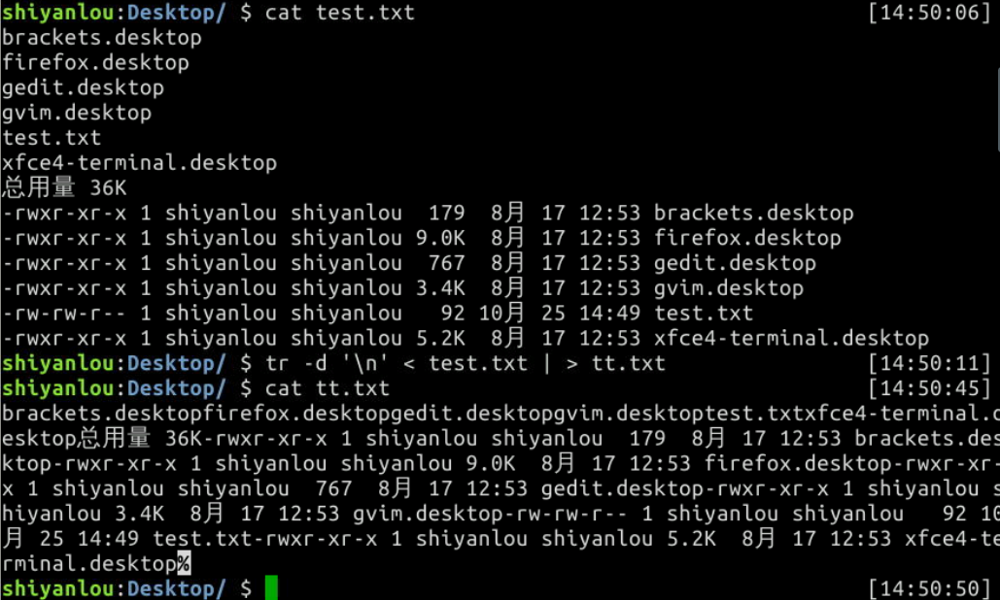 shiyanlou:Desktop/ $ cat test.txt [14:50:06]
brackets.desktop
firefox.desktop
gedit.desktop
gvim.desktop
test.txt
xfce4-terminal.desktop
总用量 36K
-rwxr-xr-x 1 shiyanlou shiyanlou  179  8月 17 12:53 brackets.desktop
-rwxr-xr-x 1 shiyanlou shiyanlou 9.0K  8月 17 12:53 firefox.desktop
-rwxr-xr-x 1 shiyanlou shiyanlou  767  8月 17 12:53 gedit.desktop
-rwxr-xr-x 1 shiyanlou shiyanlou 3.4K  8月 17 12:53 gvim.desktop
-rw-rw-r-- 1 shiyanlou shiyanlou   92 10月 25 14:49 test.txt
-rwxr-xr-x 1 shiyanlou shiyanlou 5.2K  8月 17 12:53 xfce4-terminal.desktop
shiyanlou:Desktop/ $ tr -d '\n' < test.txt | > tt.txt [14:50:11]
shiyanlou:Desktop/ $ cat tt.txt [14:50:45]
brackets.desktopfirefox.desktopgedit.desktopgvim.desktoptest.txtxfce4-terminal.d
esktop总用量 36K-rwxr-xr-x 1 shiyanlou shiyanlou  179  8月 17 12:53 brackets.des
ktop-rwxr-xr-x 1 shiyanlou shiyanlou 9.0K  8月 17 12:53 firefox.desktop-rwxr-xr-
x 1 shiyanlou shiyanlou  767  8月 17 12:53 gedit.desktop-rwxr-xr-x 1 shiyanlou s
hiyanlou 3.4K  8月 17 12:53 gvim.desktop-rw-rw-r-- 1 shiyanlou shiyanlou   92 10
月 25 14:49 test.txt-rwxr-xr-x 1 shiyanlou shiyanlou 5.2K  8月 17 12:53 xfce4-te
rminal.desktop%
shiyanlou:Desktop/ $ [14:50:50]